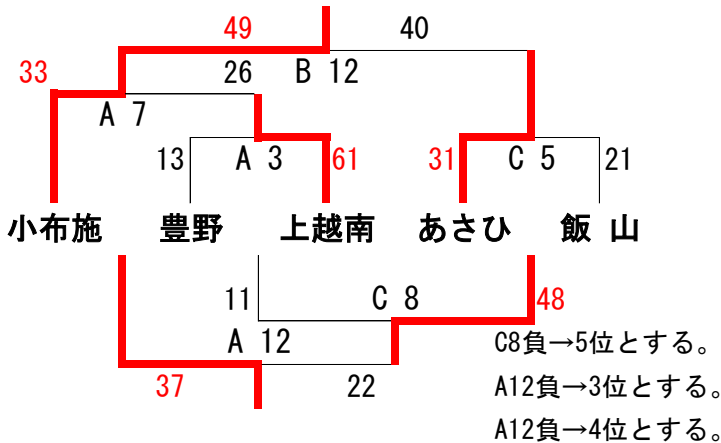 49 40
33 26 B 12
A 7
13 A 3 61 31 C 5 21
小布施 豊野 上越南 あさひ 飯 山
11 C 8 48
A 12 C8負→5位とする。
37 22 A12負→3位とする。
A12負→4位とする。